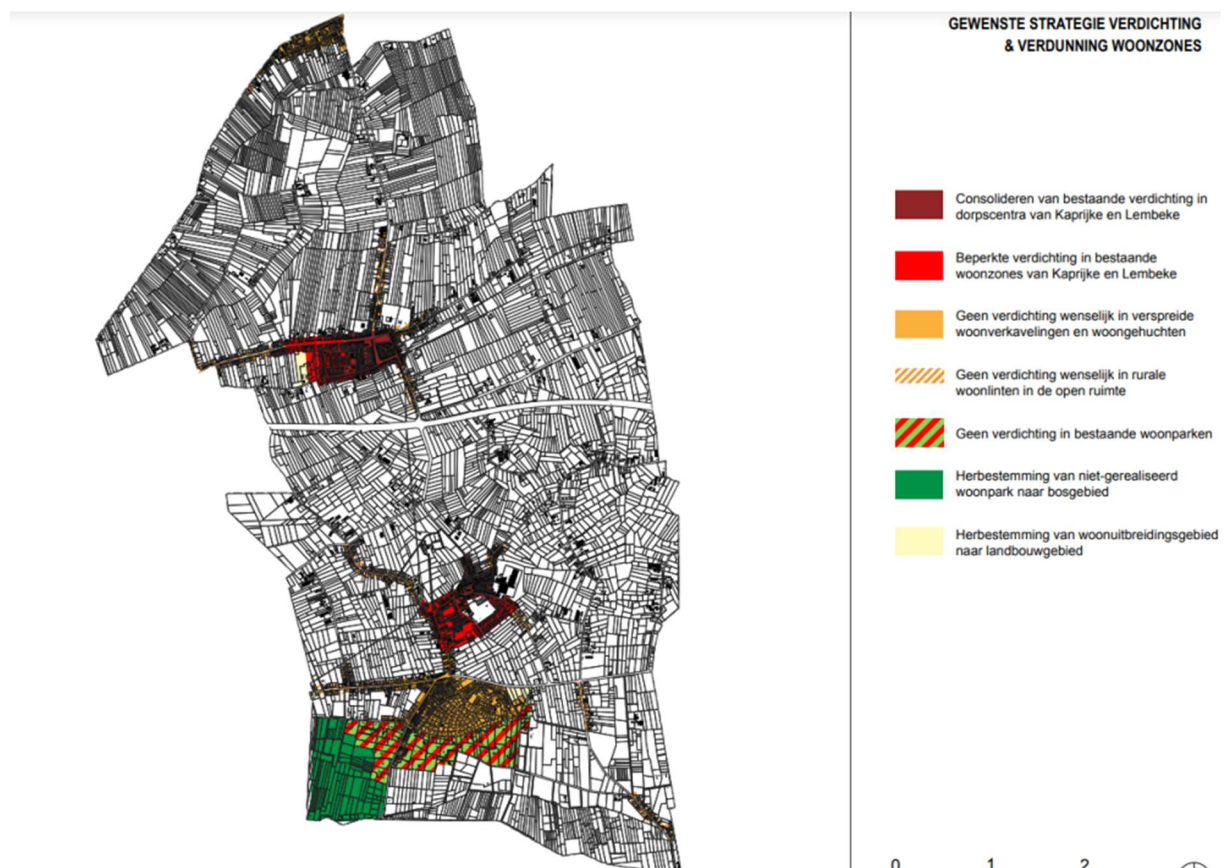 GEWENSTE STRATEGIE VERDICHTING
& VERDUNNING WOONZONES
Consolideren van bestaande verdichting in
dorpscentra van Kaprijke en Lembeke
Beperkte verdichting in bestaande
woonzones van Kaprijke en Lembeke
Geen verdichting wenselijk in verspreide
woonverkavelingen en woongehuchten
Geen verdichting wenselijk in rurale
woonlinten in de open ruimte
Geen verdichting in bestaande woonparken
Herbestemming van niet-gerealiseerd
woonpark naar bosgebied
Herbestemming van woonuitbreidingsgebied
naar landbouwgebied
0 1 2